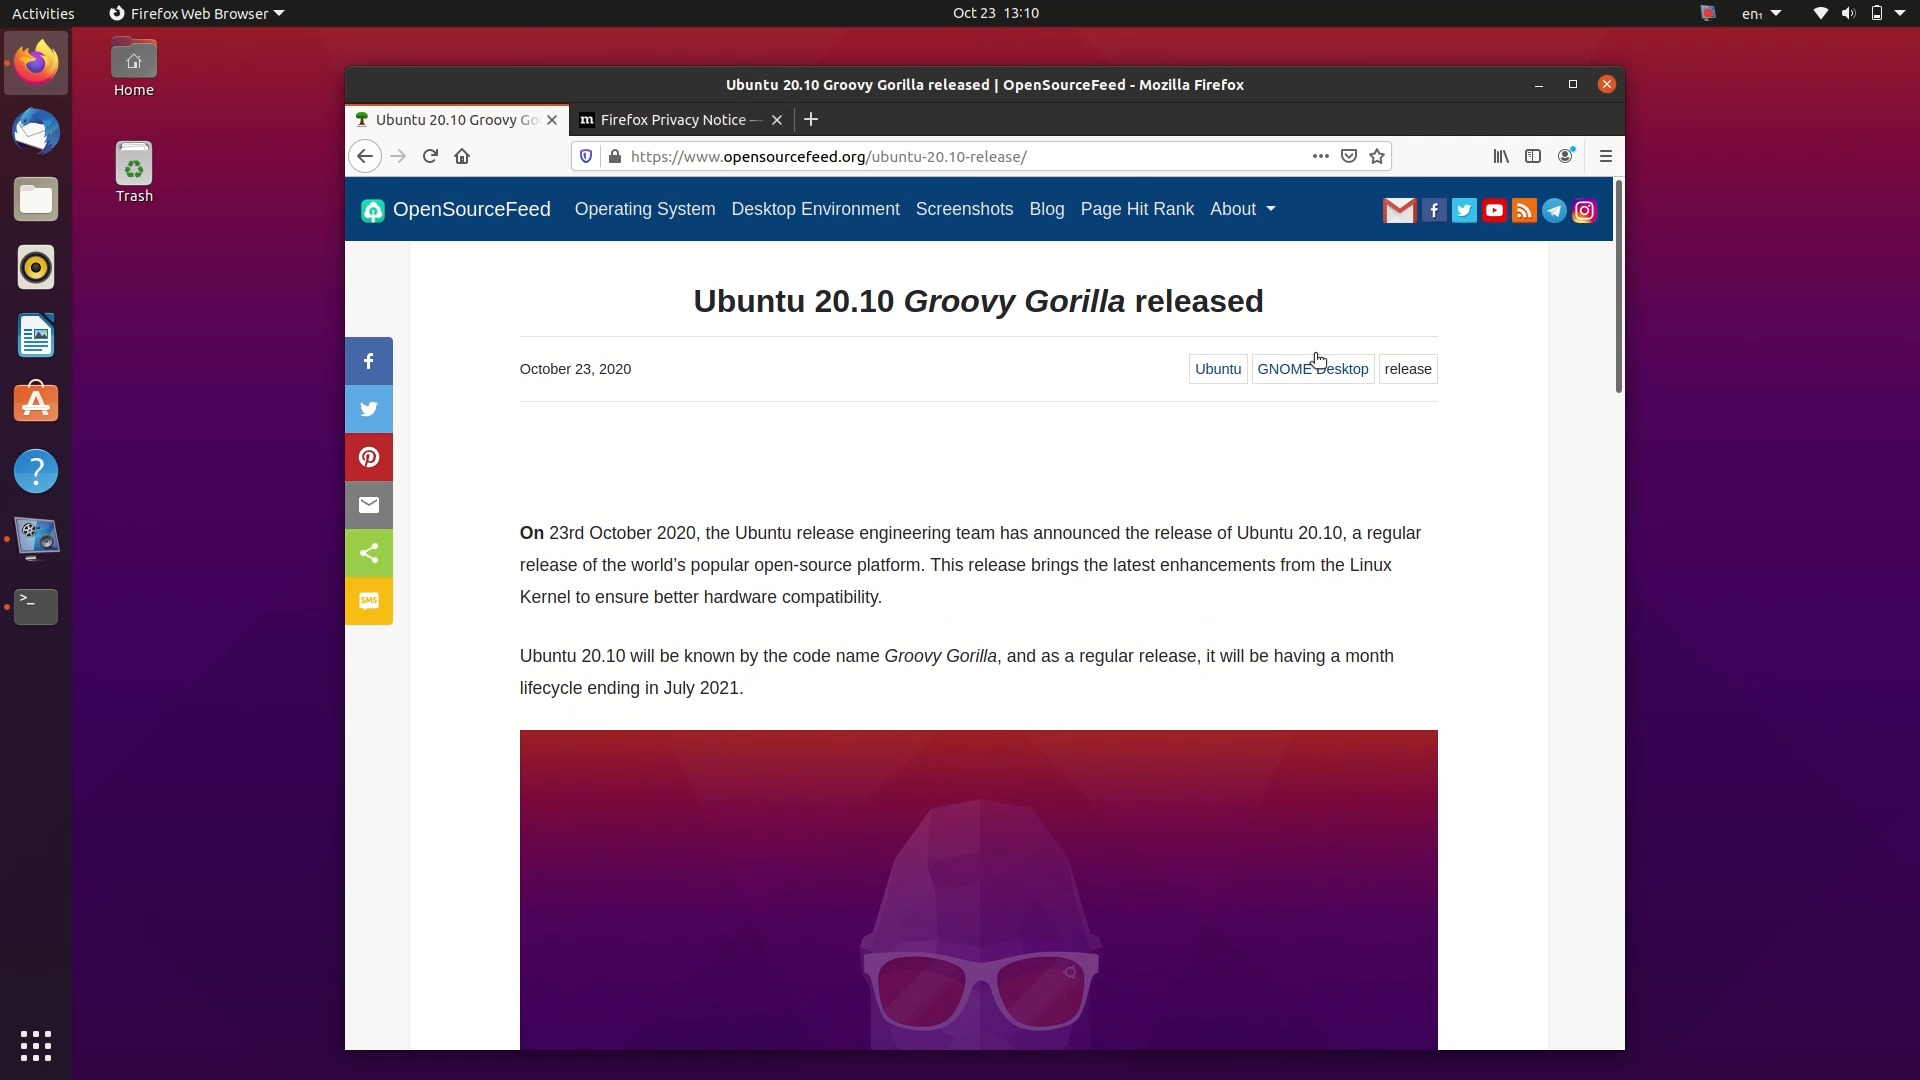 Activities
Firefox Web Browser
Oct 23 13:10
en₁
Home
Trash
Ubuntu 20.10 Groovy Gorilla released | OpenSourceFeed - Mozilla Firefox
Ubuntu 20.10 Groovy Go
m Firefox Privacy Notice —
https://www.opensourcefeed.org/ubuntu-20.10-release/
OpenSourceFeed
Operating System
Desktop Environment
Screenshots
Blog
Page Hit Rank
About
Ubuntu 20.10 Groovy Gorilla released
October 23, 2020
Ubuntu
GNOME Desktop
release
On 23rd October 2020, the Ubuntu release engineering team has announced the release of Ubuntu 20.10, a regular
release of the world’s popular open-source platform. This release brings the latest enhancements from the Linux
Kernel to ensure better hardware compatibility.
SMS
Ubuntu 20.10 will be known by the code name Groovy Gorilla, and as a regular release, it will be having a month
lifecycle ending in July 2021.